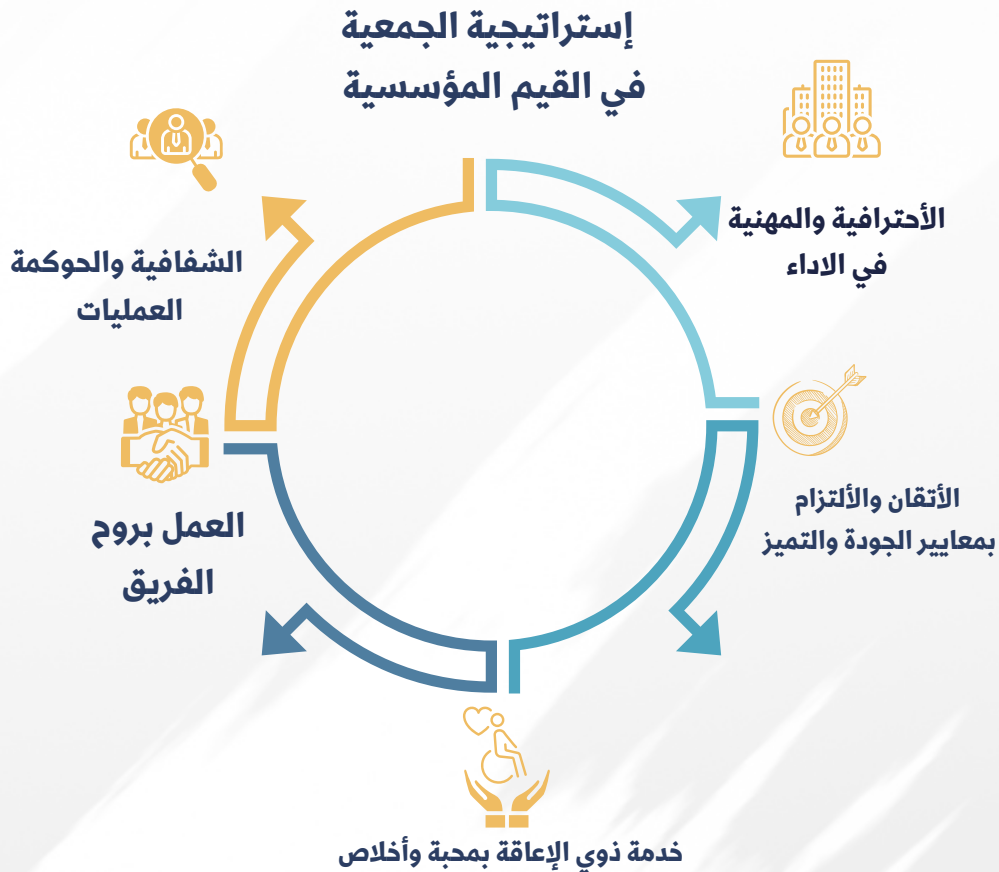 إستراتيجية الجمعية
في القيم المؤسسية
الأحترافية والمهنية
في الاداء
الأتقان والألتزام
بمعايير الجودة والتميز
خدمة ذوي الإعاقة بمحبة وأخلاص
العمل بروح
الفريق
الشفافية والحوكمة
العمليات